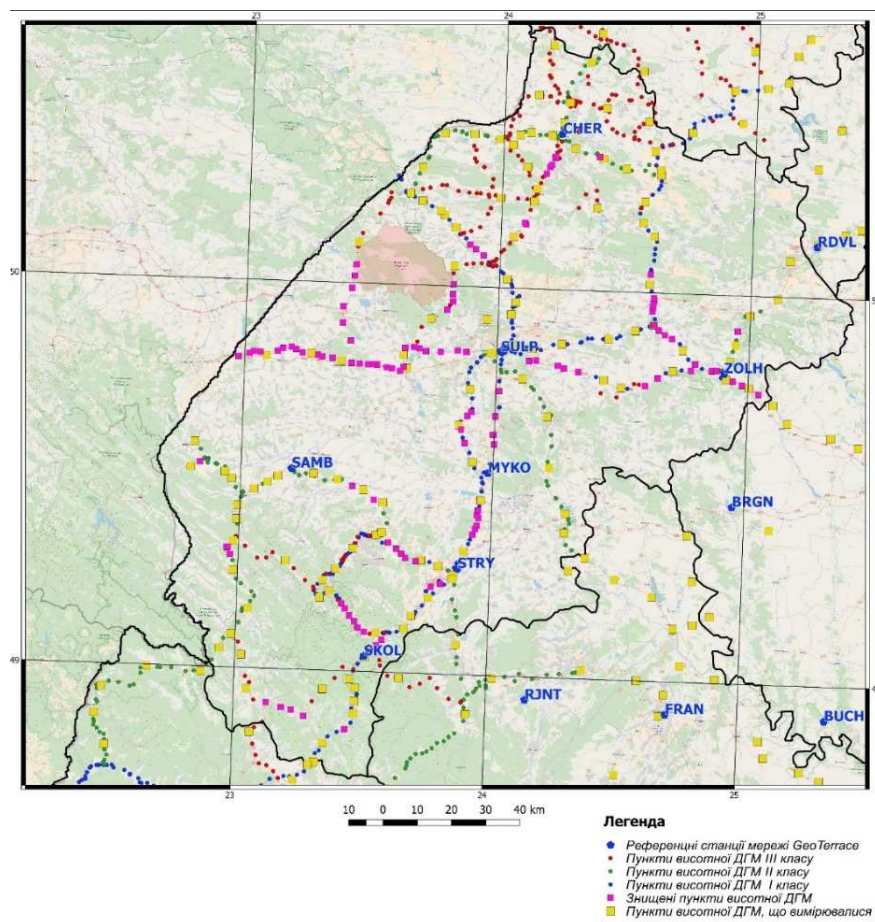 23 24 25
CHER
RDVL
50 50
SULP
ZOLH
SAMB
MYKO
BRGN
STRY
49
SKOL
RJNT
FRAN
BUCH
23 24 25
10 0 10 20 30 40 km
Легенда
Референцні станції мережі GeoTerrace
Пункти висотної ДГМ III класу
Пункти висотної ДГМ II класу
Пункти висотної ДГМ I класу
Знищені пункти висотної ДГМ
Пункти висотної ДГМ, що вимірювалися